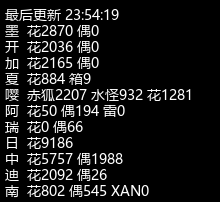 最后更新 23:54:19
墨 花2870 偶0
开 花2036 偶0
加 花2165 偶0
夏 花884 箱9
嘤 赤狐2207 水怪932 花1281
阿 花50 偶194 雷0
瑞 花0 偶66
日 花9186
中 花5757 偶1988
迪 花2092 偶26
南 花802 偶545 XAN0